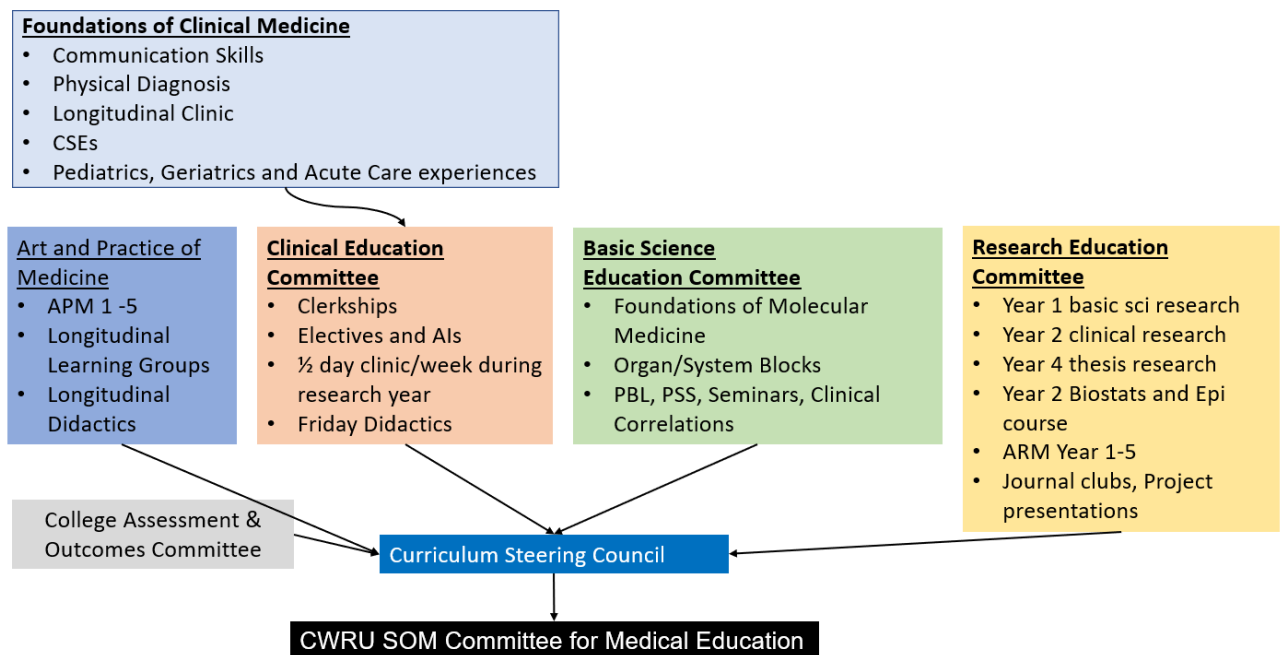 Foundations of Clinical Medicine
• Communication Skills
• Physical Diagnosis
• Longitudinal Clinic
• CSEs
• Pediatrics, Geriatrics and Acute Care experiences
Art and Practice of
Medicine
• APM 1 -5
• Longitudinal
Learning Groups
• Longitudinal
Didactics
Clinical Education
Committee
• Clerkships
• Electives and AIs
• ½ day clinic/week during
research year
• Friday Didactics
Basic Science
Education Committee
• Foundations of Molecular
Medicine
• Organ/System Blocks
• PBL, PSS, Seminars, Clinical
Correlations
Research Education
Committee
• Year 1 basic sci research
• Year 2 clinical research
• Year 4 thesis research
• Year 2 Biostats and Epi
course
• ARM Year 1-5
• Journal clubs, Project
presentations
College Assessment &
Outcomes Committee
Curriculum Steering Council
CWRU SOM Committee for Medical Education